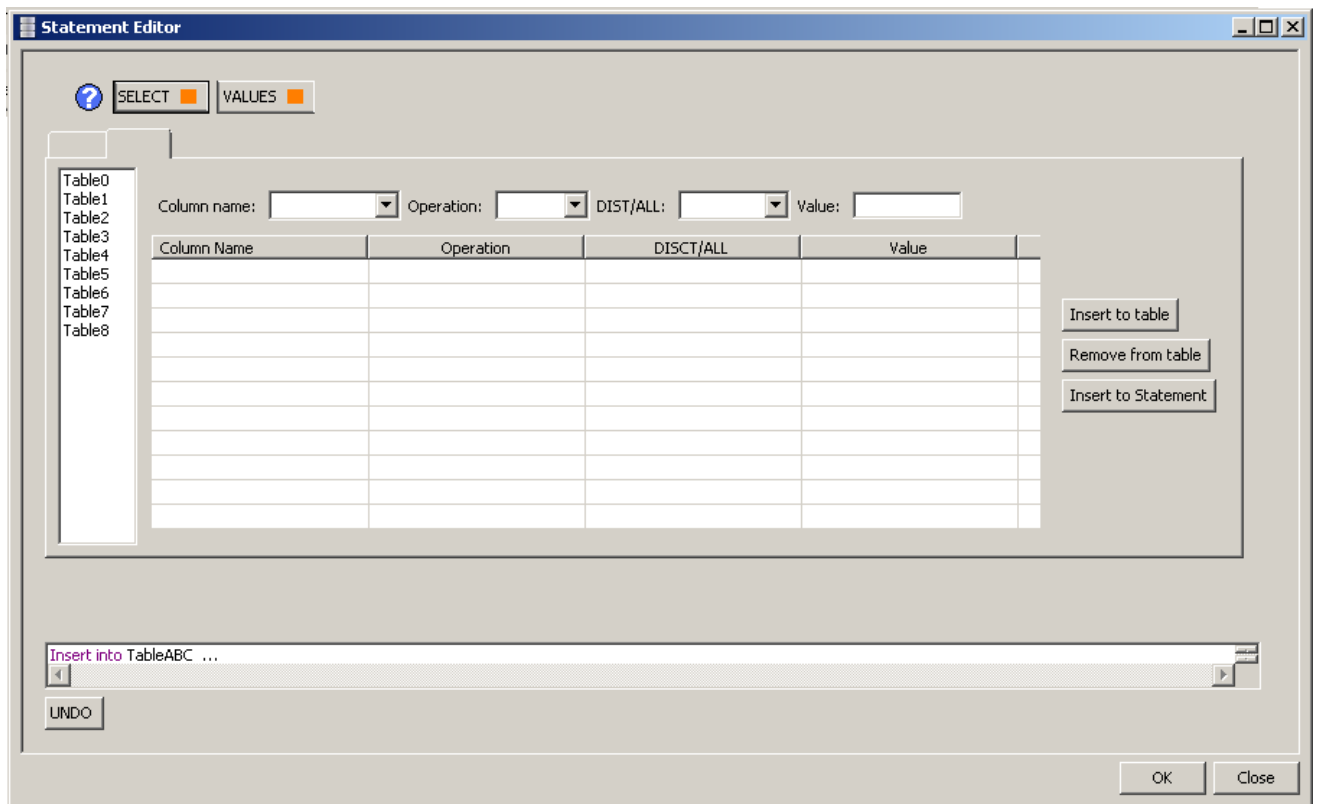 Statement Editor
? SELECT VALUES
Table0
Table1
Table2
Table3
Table4
Table5
Table6
Table7
Table8
Column name: Operation: DIST/ALL: Value:
Column Name Operation DISCT/ALL Value
Insert to table
Remove from table
Insert to Statement
Insert into TableABC ...
UNDO
OK Close